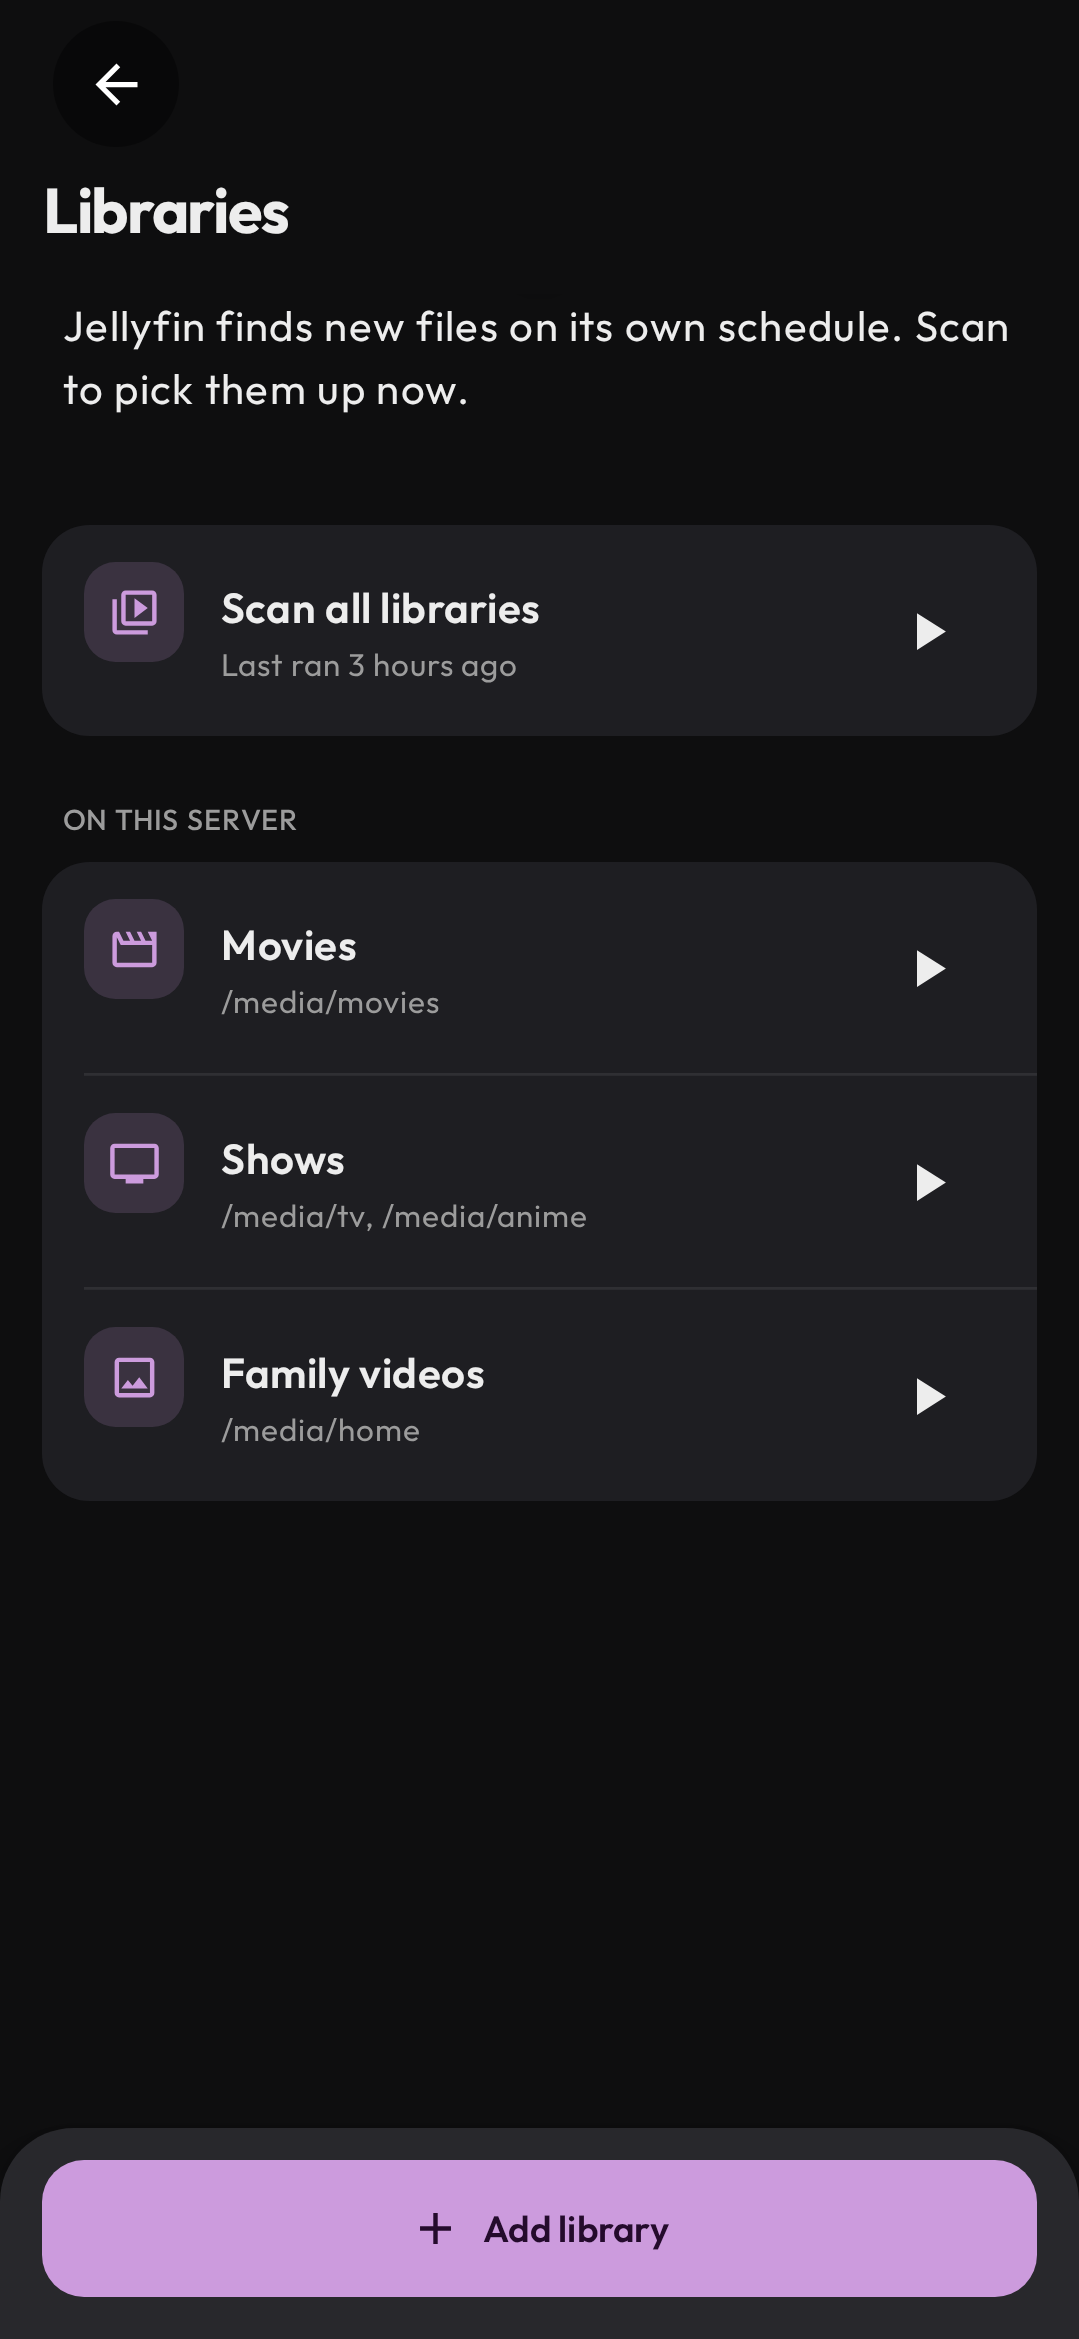 Libraries
Jellyfin finds new files on its own schedule. Scan
to pick them up now.
Scan all libraries
Last ran 3 hours ago
ON THIS SERVER
Movies
/media/movies
Shows
/media/tv, /media/anime
Family videos
/media/home
Add library